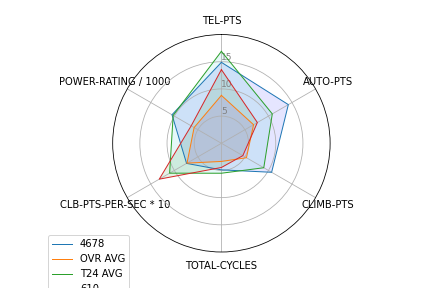 TEL-PTS
POWER-RATING / 1000
AUTO-PTS
15
10
5
CLB-PTS-PER-SEC * 10
CLIMB-PTS
TOTAL-CYCLES
4678
OVR AVG
T24 AVG
610